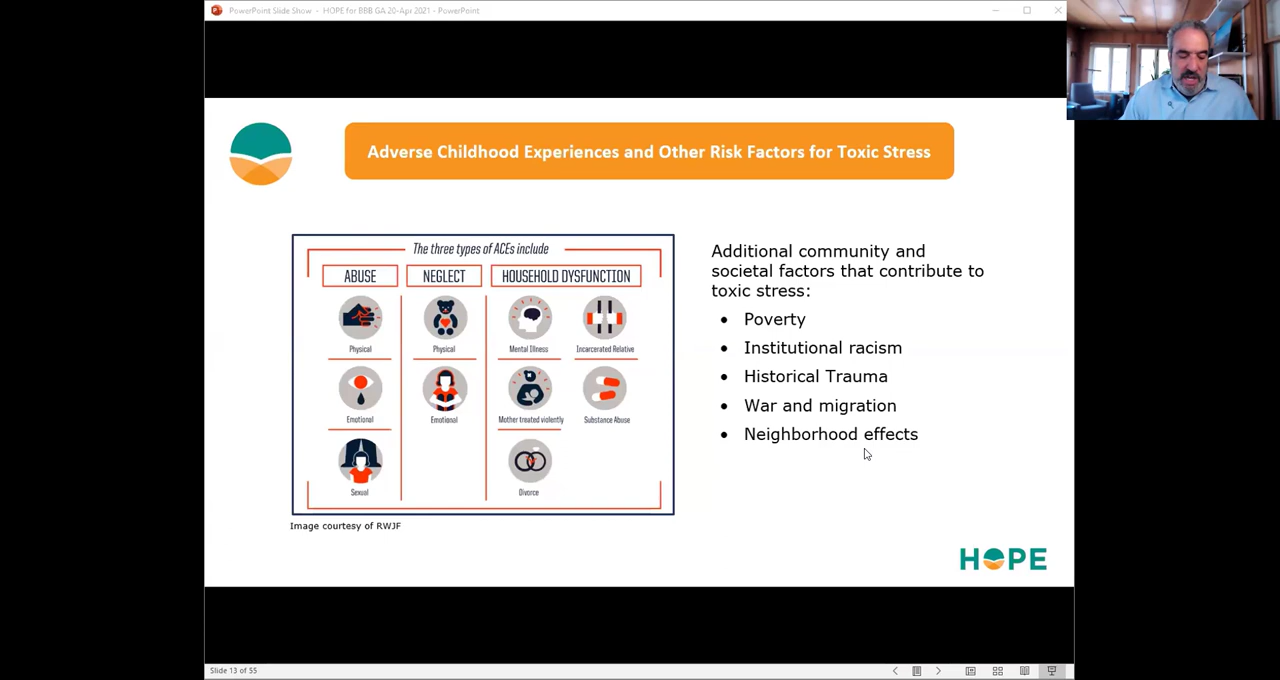 PowerPoint Slide Show - HOPE for BBB GA 20-Apr 2021 - PowerPoint
Adverse Childhood Experiences and Other Risk Factors for Toxic Stress
The three types of ACEs include
ABUSE
NEGLECT
HOUSEHOLD DYSFUNCTION
Physical
Physical
Mental Illness
Incarcerated Relative
Emotional
Emotional
Mother treated violently
Substance Abuse
Sexual
Divorce
Image courtesy of RWJF
Additional community and
societal factors that contribute to
toxic stress:
• Poverty
• Institutional racism
• Historical Trauma
• War and migration
• Neighborhood effects
HOPE
Slide 13 of 55